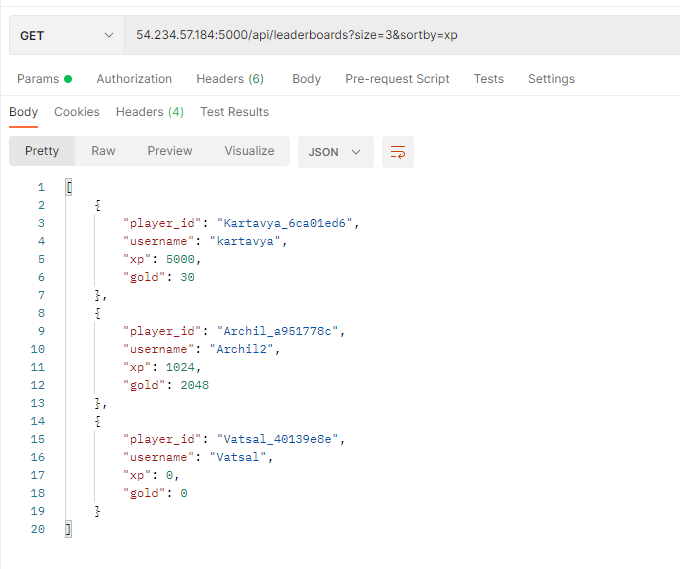 GET 54.234.57.184:5000/api/leaderboards?size=3&sortby=xp
Params Authorization Headers (6) Body Pre-request Script Tests Settings
Body Cookies Headers (4) Test Results
Pretty Raw Preview Visualize JSON
1 [
2 {
3 "player_id": "Kartavya_6ca01ed6",
4 "username": "kartavya",
5 "xp": 5000,
6 "gold": 30
7 },
8 {
9 "player_id": "Archil_a951778c",
10 "username": "Archil2",
11 "xp": 1024,
12 "gold": 2048
13 },
14 {
15 "player_id": "Vatsal_40139e8e",
16 "username": "Vatsal",
17 "xp": 0,
18 "gold": 0
19 }
20 ]